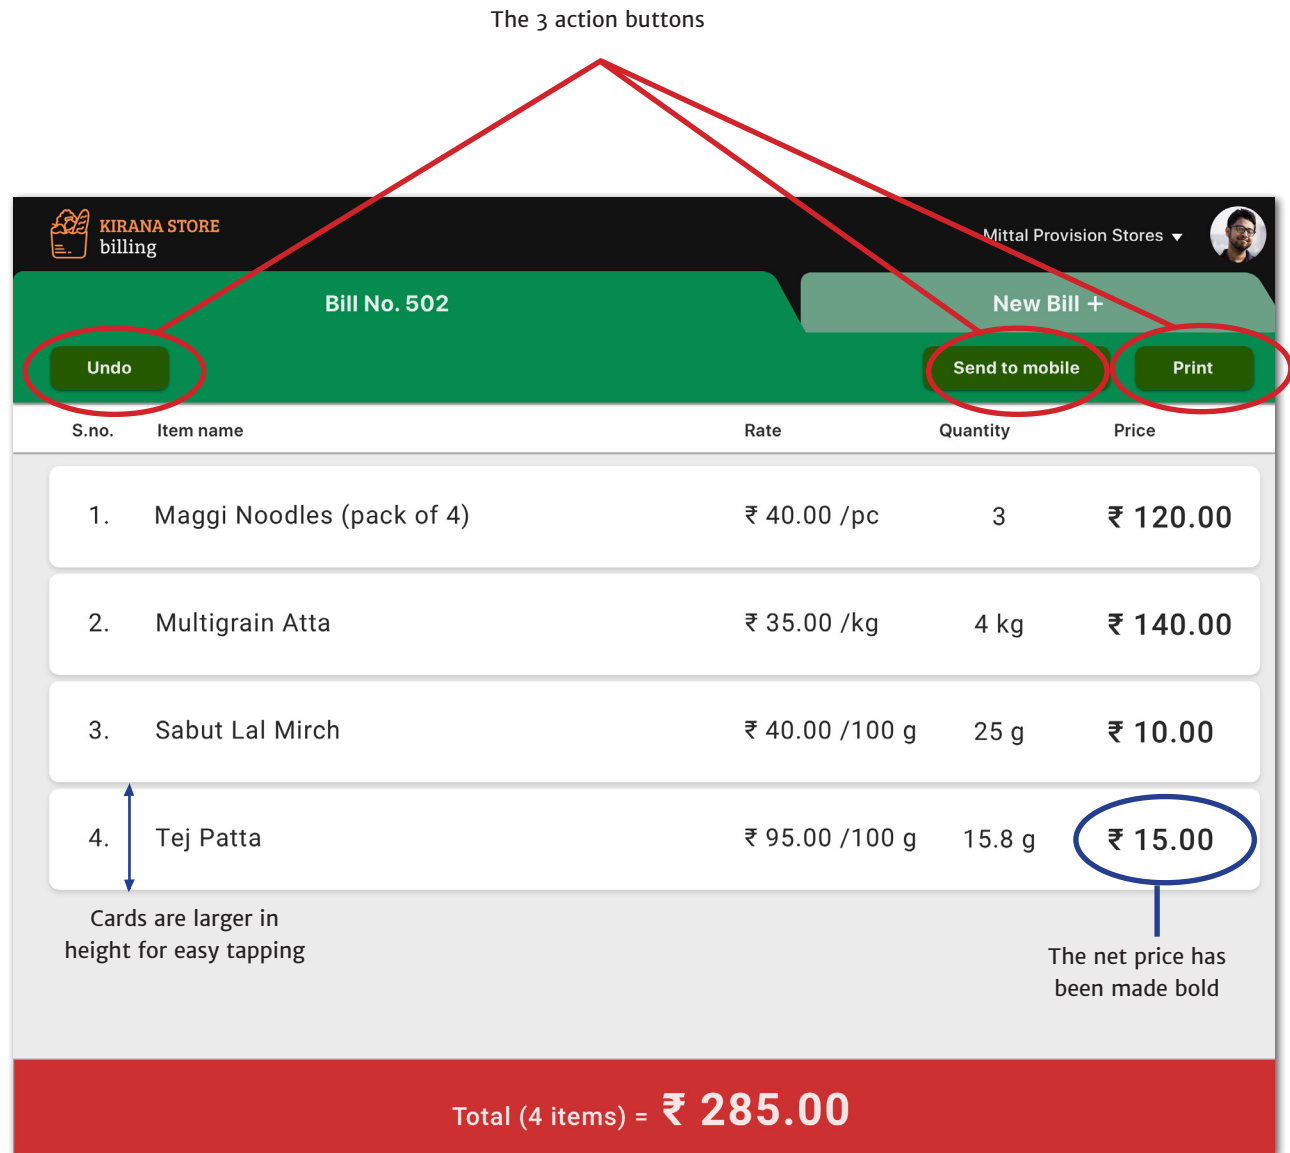 The 3 action buttons
KIRANA STORE
billing
Mittal Provision Stores
Bill No. 502
New Bill +
Undo
Send to mobile
Print
S.no. Item name Rate Quantity Price
1. Maggi Noodles (pack of 4) ₹ 40.00 /pc 3 ₹ 120.00
2. Multigrain Atta ₹ 35.00 /kg 4 kg ₹ 140.00
3. Sabut Lal Mirch ₹ 40.00 /100 g 25 g ₹ 10.00
4. Tej Patta ₹ 95.00 /100 g 15.8 g ₹ 15.00
Cards are larger in
height for easy tapping
The net price has
been made bold
Total (4 items) = ₹ 285.00